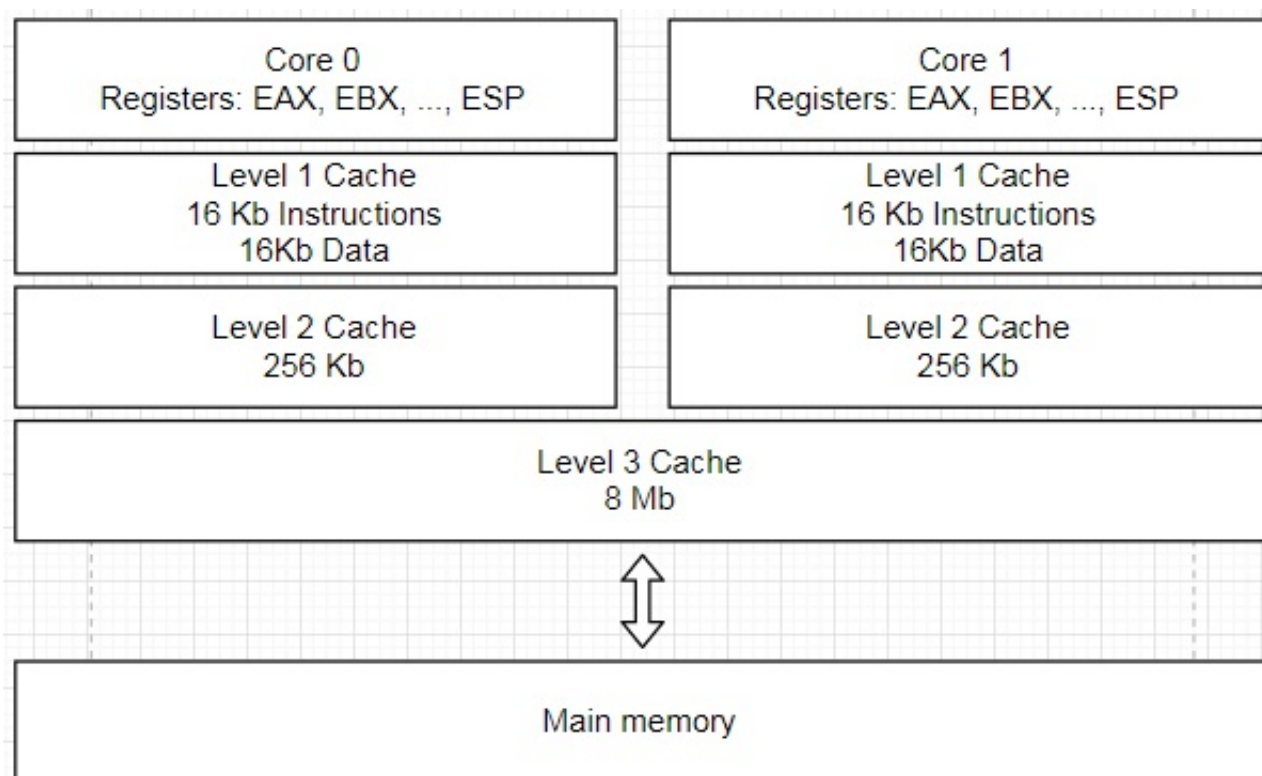 Core 0
Registers: EAX, EBX, ..., ESP
Core 1
Registers: EAX, EBX, ..., ESP
Level 1 Cache
16 Kb Instructions
16Kb Data
Level 1 Cache
16 Kb Instructions
16Kb Data
Level 2 Cache
256 Kb
Level 2 Cache
256 Kb
Level 3 Cache
8 Mb
Main memory